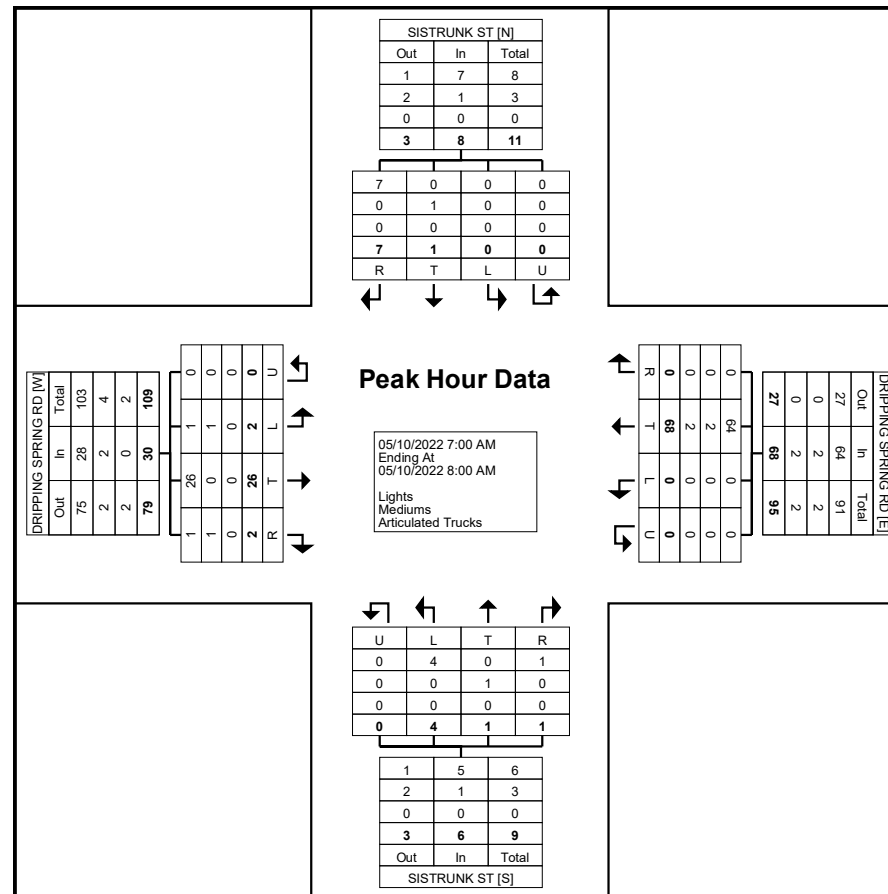 SISTRUNK ST [N]
Out In Total
1 7 8
2 1 3
0 0 0
3 8 11
7 0 0 0
0 1 0 0
0 0 0 0
7 1 0 0
R T L U
DRIPPING SPRING RD [W]
Total In Out
103 28 75
4 2 2
2 0 2
109 30 79
0 1 26 1
0 1 0 1
0 0 0 0
0 2 26 2
U L T R
Peak Hour Data
05/10/2022 7:00 AM
Ending At
05/10/2022 8:00 AM
Lights
Mediums
Articulated Trucks
R T L U
0 68 0 0
0 2 0 0
0 2 0 0
0 64 0 0
27 68 95
0 2 2
0 2 2
27 64 91
Out In Total
DRIPPING SPRING RD [E]
U L T R
0 4 0 1
0 0 1 0
0 0 0 0
0 4 1 1
1 5 6
2 1 3
0 0 0
3 6 9
Out In Total
SISTRUNK ST [S]